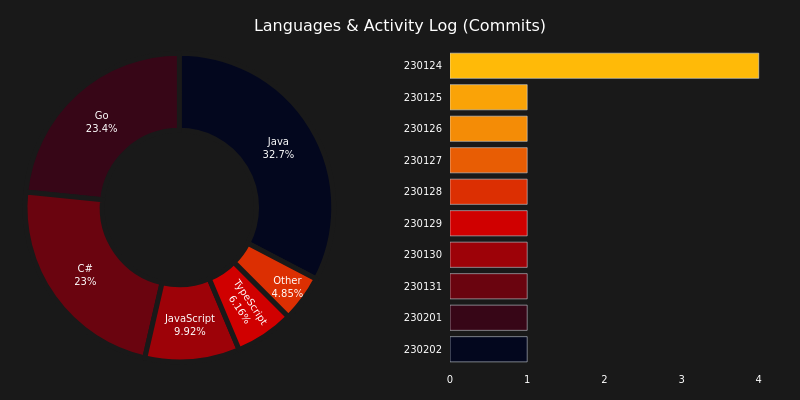 Languages & Activity Log (Commits)
Go
23.4%
Java
32.7%
C#
23%
JavaScript
9.92%
TypeScript
6.16%
Other
4.85%
230124
230125
230126
230127
230128
230129
230130
230131
230201
230202
0 1 2 3 4